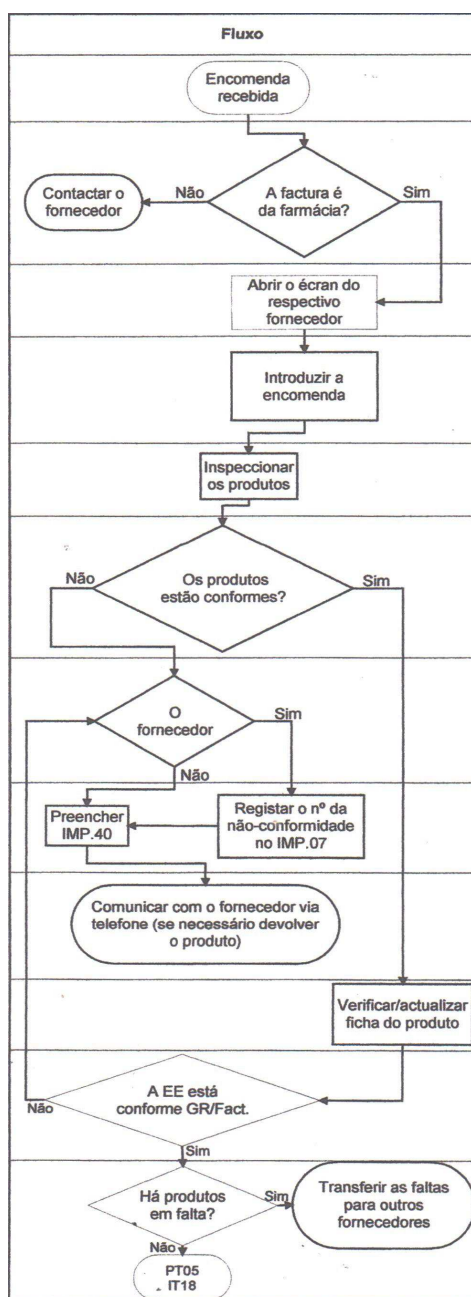 Fluxo
Encomenda
recebida
A factura é
da farmácia?
Não
Sim
Contactar o
fornecedor
Abrir o écran do
respectivo
fornecedor
Introduzir a
encomenda
Inspeccionar
os produtos
Os produtos
estão conformes?
Não
Sim
O
fornecedor
Sim
Não
Preencher
IMP.40
Registar o nº da
não-conformidade
no IMP.07
Comunicar com o fornecedor via
telefone (se necessário devolver
o produto)
Verificar/actualizar
ficha do produto
A EE está
conforme GR/Fact.
Não
Sim
Há produtos
em falta?
Sim
Transferir as faltas
para outros
fornecedores
Não
PT05
IT18